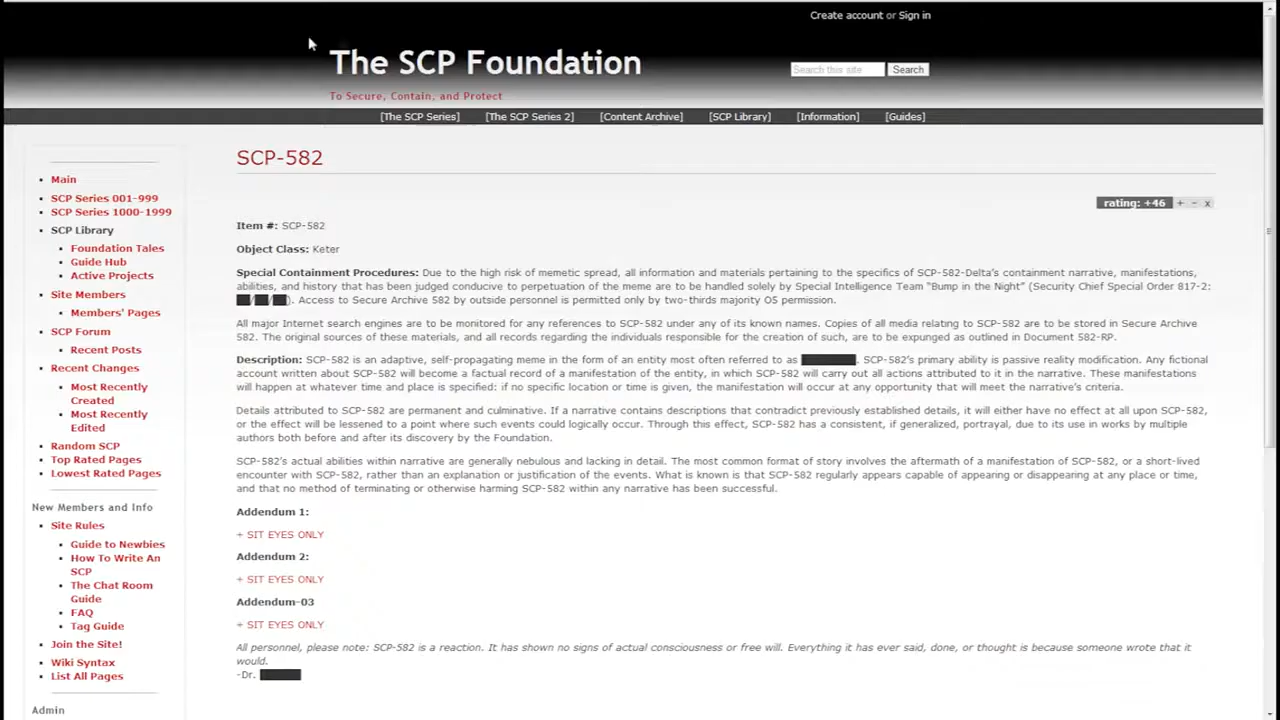 Create account or Sign in
The SCP Foundation
Search this site
Search
To Secure, Contain, and Protect
[The SCP Series] [The SCP Series 2] [Content Archive] [SCP Library] [Information] [Guides]
Main
SCP Series 001-999
SCP Series 1000-1999
SCP Library
Foundation Tales
Guide Hub
Active Projects
Site Members
Members' Pages
SCP Forum
Recent Posts
Recent Changes
Most Recently
Created
Most Recently
Edited
Random SCP
Top Rated Pages
Lowest Rated Pages
New Members and Info
Site Rules
Guide to Newbies
How To Write An
SCP
The Chat Room
Guide
FAQ
Tag Guide
Join the Site!
Wiki Syntax
List All Pages
Admin
SCP-582
rating: +46 + – x
Item #: SCP-582
Object Class: Keter
Special Containment Procedures: Due to the high risk of memetic spread, all information and materials pertaining to the specifics of SCP-582-Delta's containment narrative, manifestations,
abilities, and history that has been judged conducive to perpetuation of the meme are to be handled solely by Special Intelligence Team “Bump in the Night” (Security Chief Special Order 817-2:
██/██/██). Access to Secure Archive 582 by outside personnel is permitted only by two-thirds majority O5 permission.
All major Internet search engines are to be monitored for any references to SCP-582 under any of its known names. Copies of all media relating to SCP-582 are to be stored in Secure Archive
582. The original sources of these materials, and all records regarding the individuals responsible for the creation of such, are to be expunged as outlined in Document 582-RP.
Description: SCP-582 is an adaptive, self-propagating meme in the form of an entity most often referred to as ████████. SCP-582's primary ability is passive reality modification. Any fictional
account written about SCP-582 will become a factual record of a manifestation of the entity, in which SCP-582 will carry out all actions attributed to it in the narrative. These manifestations
will happen at whatever time and place is specified: if no specific location or time is given, the manifestation will occur at any opportunity that will meet the narrative's criteria.
Details attributed to SCP-582 are permanent and culminative. If a narrative contains descriptions that contradict previously established details, it will either have no effect at all upon SCP-582,
or the effect will be lessened to a point where such events could logically occur. Through this effect, SCP-582 has a consistent, if generalized, portrayal, due to its use in works by multiple
authors both before and after its discovery by the Foundation.
SCP-582's actual abilities within narrative are generally nebulous and lacking in detail. The most common format of story involves the aftermath of a manifestation of SCP-582, or a short-lived
encounter with SCP-582, rather than an explanation or justification of the events. What is known is that SCP-582 regularly appears capable of appearing or disappearing at any place or time,
and that no method of terminating or otherwise harming SCP-582 within any narrative has been successful.
Addendum 1:
+ SIT EYES ONLY
Addendum 2:
+ SIT EYES ONLY
Addendum-03
+ SIT EYES ONLY
All personnel, please note: SCP-582 is a reaction. It has shown no signs of actual consciousness or free will. Everything it has ever said, done, or thought is because someone wrote that it
would.
-Dr. █████